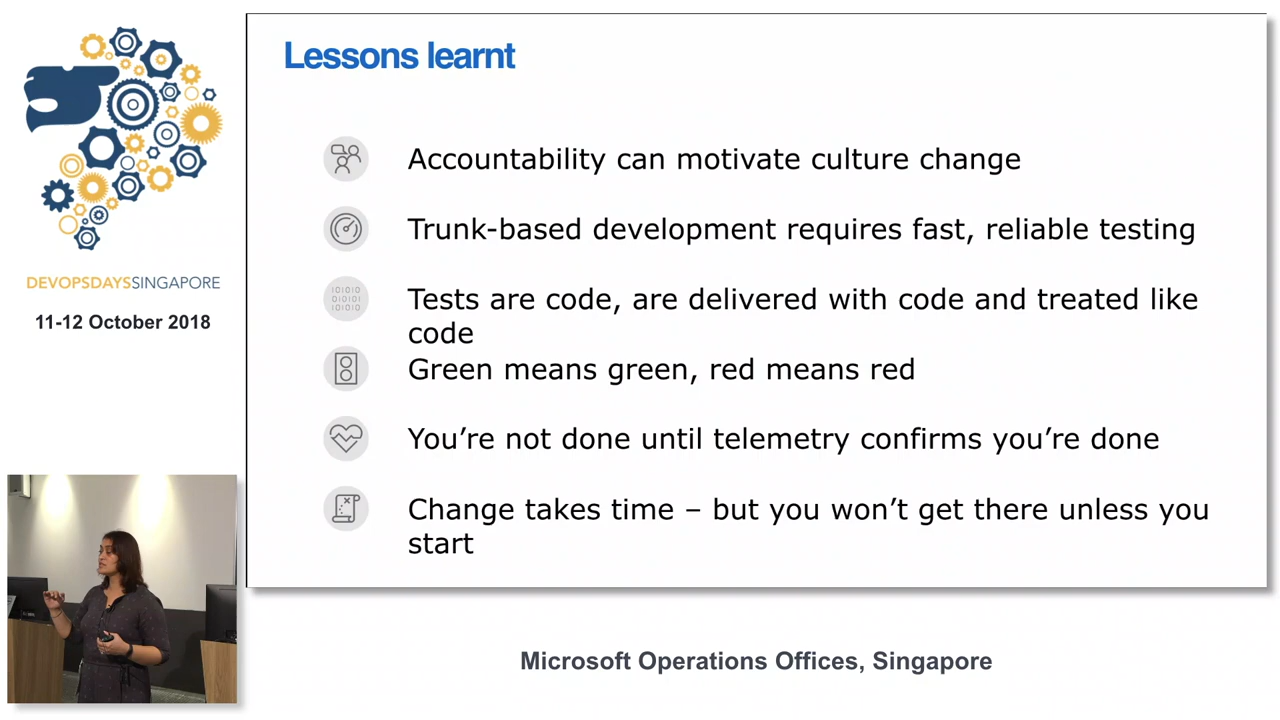 Lessons learnt
Accountability can motivate culture change
Trunk-based development requires fast, reliable testing
Tests are code, are delivered with code and treated like
code
Green means green, red means red
You’re not done until telemetry confirms you’re done
Change takes time – but you won’t get there unless you
start
DEVOPSDAYSSINGAPORE
11-12 October 2018
Microsoft Operations Offices, Singapore